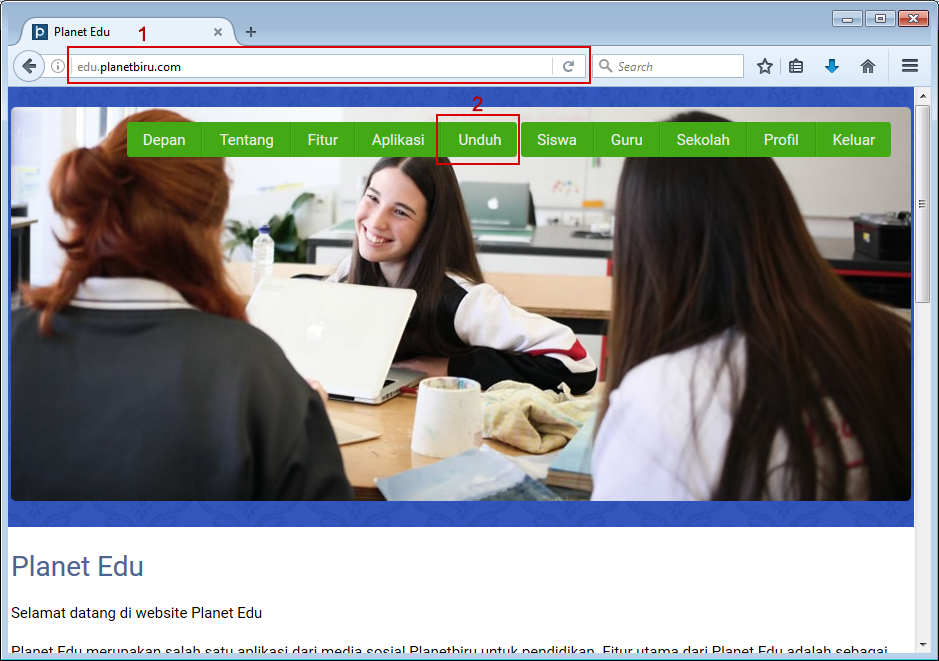 Planet Edu
1
edu.planetbiru.com
Search
2
Depan Tentang Fitur Aplikasi Unduh Siswa Guru Sekolah Profil Keluar
Planet Edu
Selamat datang di website Planet Edu
Planet Edu merupakan salah satu aplikasi dari media sosial Planetbiru untuk pendidikan. Fitur utama dari Planet Edu adalah sebagai